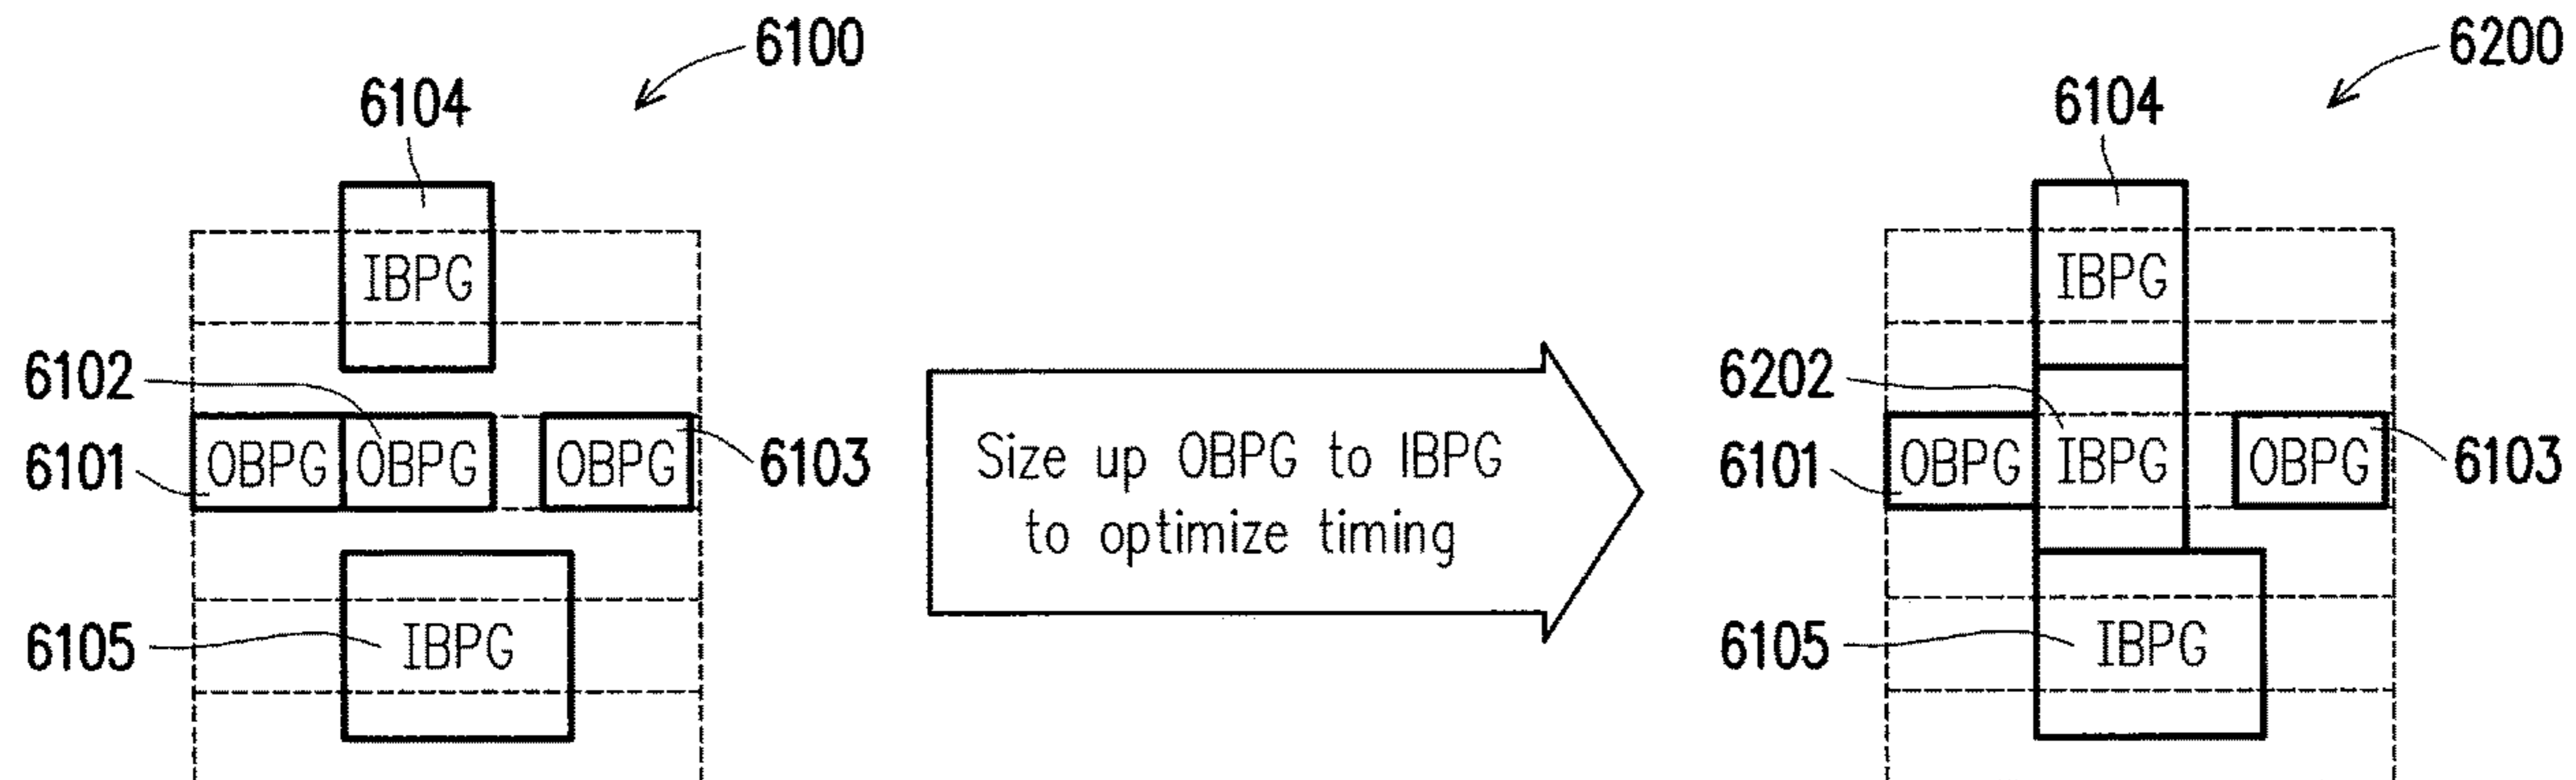 6100
6104
IBPG
6102
6101
OBPG
OBPG
OBPG
6103
6105
IBPG
Size up OBPG to IBPG
to optimize timing
6200
6104
IBPG
6202
6101
OBPG
IBPG
OBPG
6103
6105
IBPG